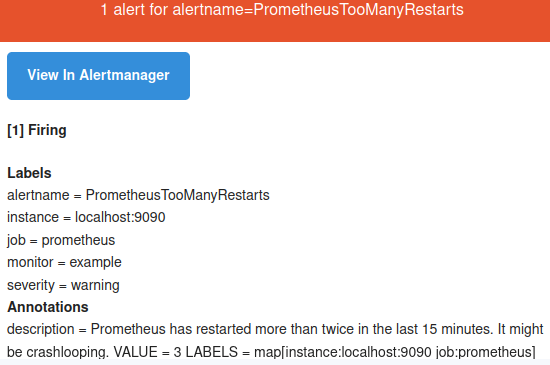 1 alert for alertname=PrometheusTooManyRestarts
View In Alertmanager
[1] Firing
Labels
alertname = PrometheusTooManyRestarts
instance = localhost:9090
job = prometheus
monitor = example
severity = warning
Annotations
description = Prometheus has restarted more than twice in the last 15 minutes. It might
be crashlooping. VALUE = 3 LABELS = map[instance:localhost:9090 job:prometheus]